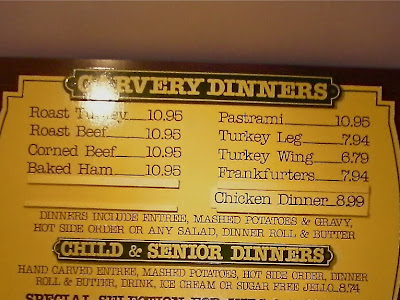 CARVERY DINNERS
Roast Turkey 10.95
Roast Beef 10.95
Corned Beef 10.95
Baked Ham 10.95
Pastrami 10.95
Turkey Leg 7.94
Turkey Wing 6.79
Frankfurters 7.94
Chicken Dinner 8.99
DINNERS INCLUDE ENTREE, MASHED POTATOES & GRAVY,
HOT SIDE ORDER OR ANY SALAD, DINNER ROLL & BUTTER
CHILD & SENIOR DINNERS
HAND CARVED ENTREE, MASHED POTATOES, HOT SIDE ORDER, DINNER
ROLL & BUTTER, DRINK, ICE CREAM OR SUGAR FREE JELLO 8.74
SPECIAL SELECTION FOR